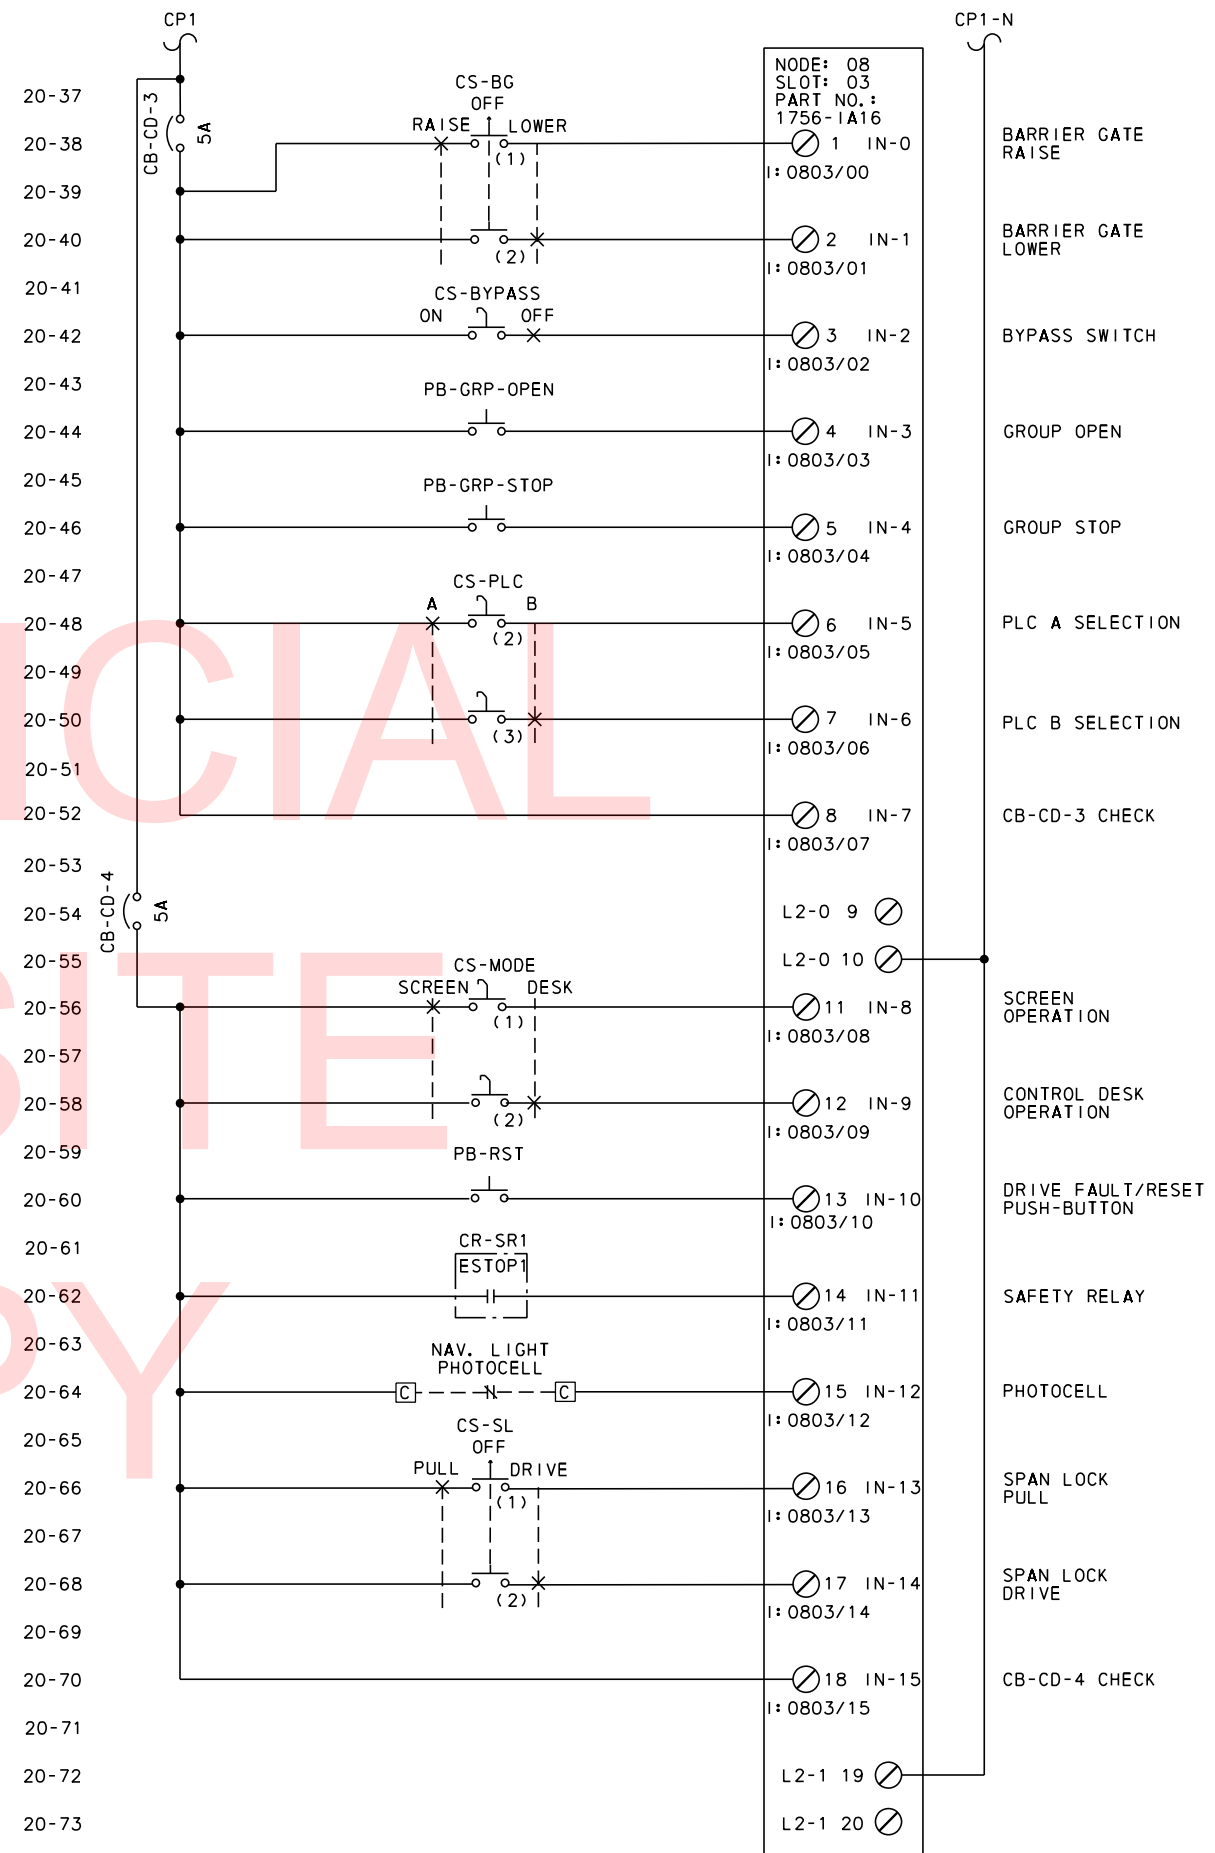 CP1
CP1-N
NODE: 08
SLOT: 03
PART NO.:
1756-IA16
20-37
CB-CD-3
5A
CS-BG
OFF
20-38
RAISE
LOWER
(1)
1 IN-0
I:0803/00
BARRIER GATE
RAISE
20-39
20-40
(2)
2 IN-1
I:0803/01
BARRIER GATE
LOWER
20-41
CS-BYPASS
ON OFF
20-42
3 IN-2
I:0803/02
BYPASS SWITCH
20-43
PB-GRP-OPEN
20-44
4 IN-3
I:0803/03
GROUP OPEN
20-45
PB-GRP-STOP
20-46
5 IN-4
I:0803/04
GROUP STOP
20-47
CS-PLC
A B
20-48
(2)
6 IN-5
I:0803/05
PLC A SELECTION
20-49
20-50
(3)
7 IN-6
I:0803/06
PLC B SELECTION
20-51
20-52
8 IN-7
I:0803/07
CB-CD-3 CHECK
20-53
CB-CD-4
5A
20-54
L2-0 9
20-55
L2-0 10
CS-MODE
SCREEN DESK
20-56
(1)
11 IN-8
I:0803/08
SCREEN
OPERATION
20-57
20-58
(2)
12 IN-9
I:0803/09
CONTROL DESK
OPERATION
20-59
PB-RST
20-60
13 IN-10
I:0803/10
DRIVE FAULT/RESET
PUSH-BUTTON
20-61
CR-SR1
ESTOP1
20-62
14 IN-11
I:0803/11
SAFETY RELAY
20-63
NAV. LIGHT
PHOTOCELL
20-64
C N C
15 IN-12
I:0803/12
PHOTOCELL
20-65
CS-SL
OFF
PULL DRIVE
20-66
(1)
16 IN-13
I:0803/13
SPAN LOCK
PULL
20-67
20-68
(2)
17 IN-14
I:0803/14
SPAN LOCK
DRIVE
20-69
20-70
18 IN-15
I:0803/15
CB-CD-4 CHECK
20-71
20-72
L2-1 19
20-73
L2-1 20
ICIAL
SITE
PY